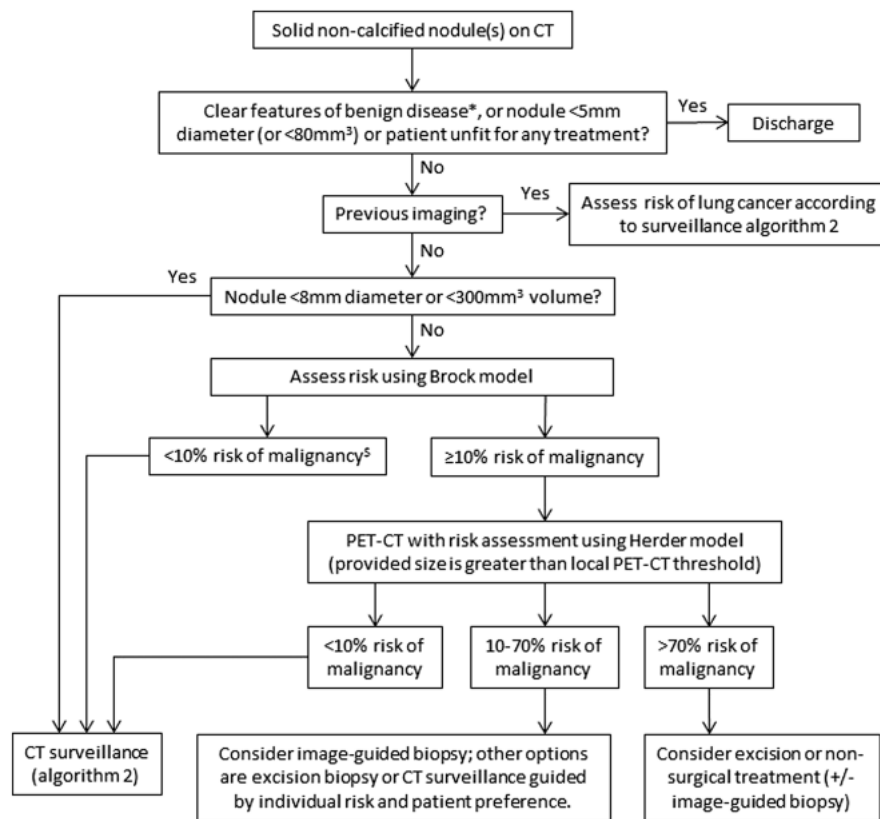 Solid non-calcified nodule(s) on CT
Clear features of benign disease*, or nodule <5mm
diameter (or <80mm³) or patient unfit for any treatment?
Yes
Discharge
No
Previous imaging?
Yes
Assess risk of lung cancer according
to surveillance algorithm 2
No
Yes
Nodule <8mm diameter or <300mm³ volume?
No
Assess risk using Brock model
<10% risk of malignancy$
≥10% risk of malignancy
PET-CT with risk assessment using Herder model
(provided size is greater than local PET-CT threshold)
<10% risk of
malignancy
10-70% risk of
malignancy
>70% risk of
malignancy
CT surveillance
(algorithm 2)
Consider image-guided biopsy; other options
are excision biopsy or CT surveillance guided
by individual risk and patient preference.
Consider excision or non-
surgical treatment (+/-
image-guided biopsy)